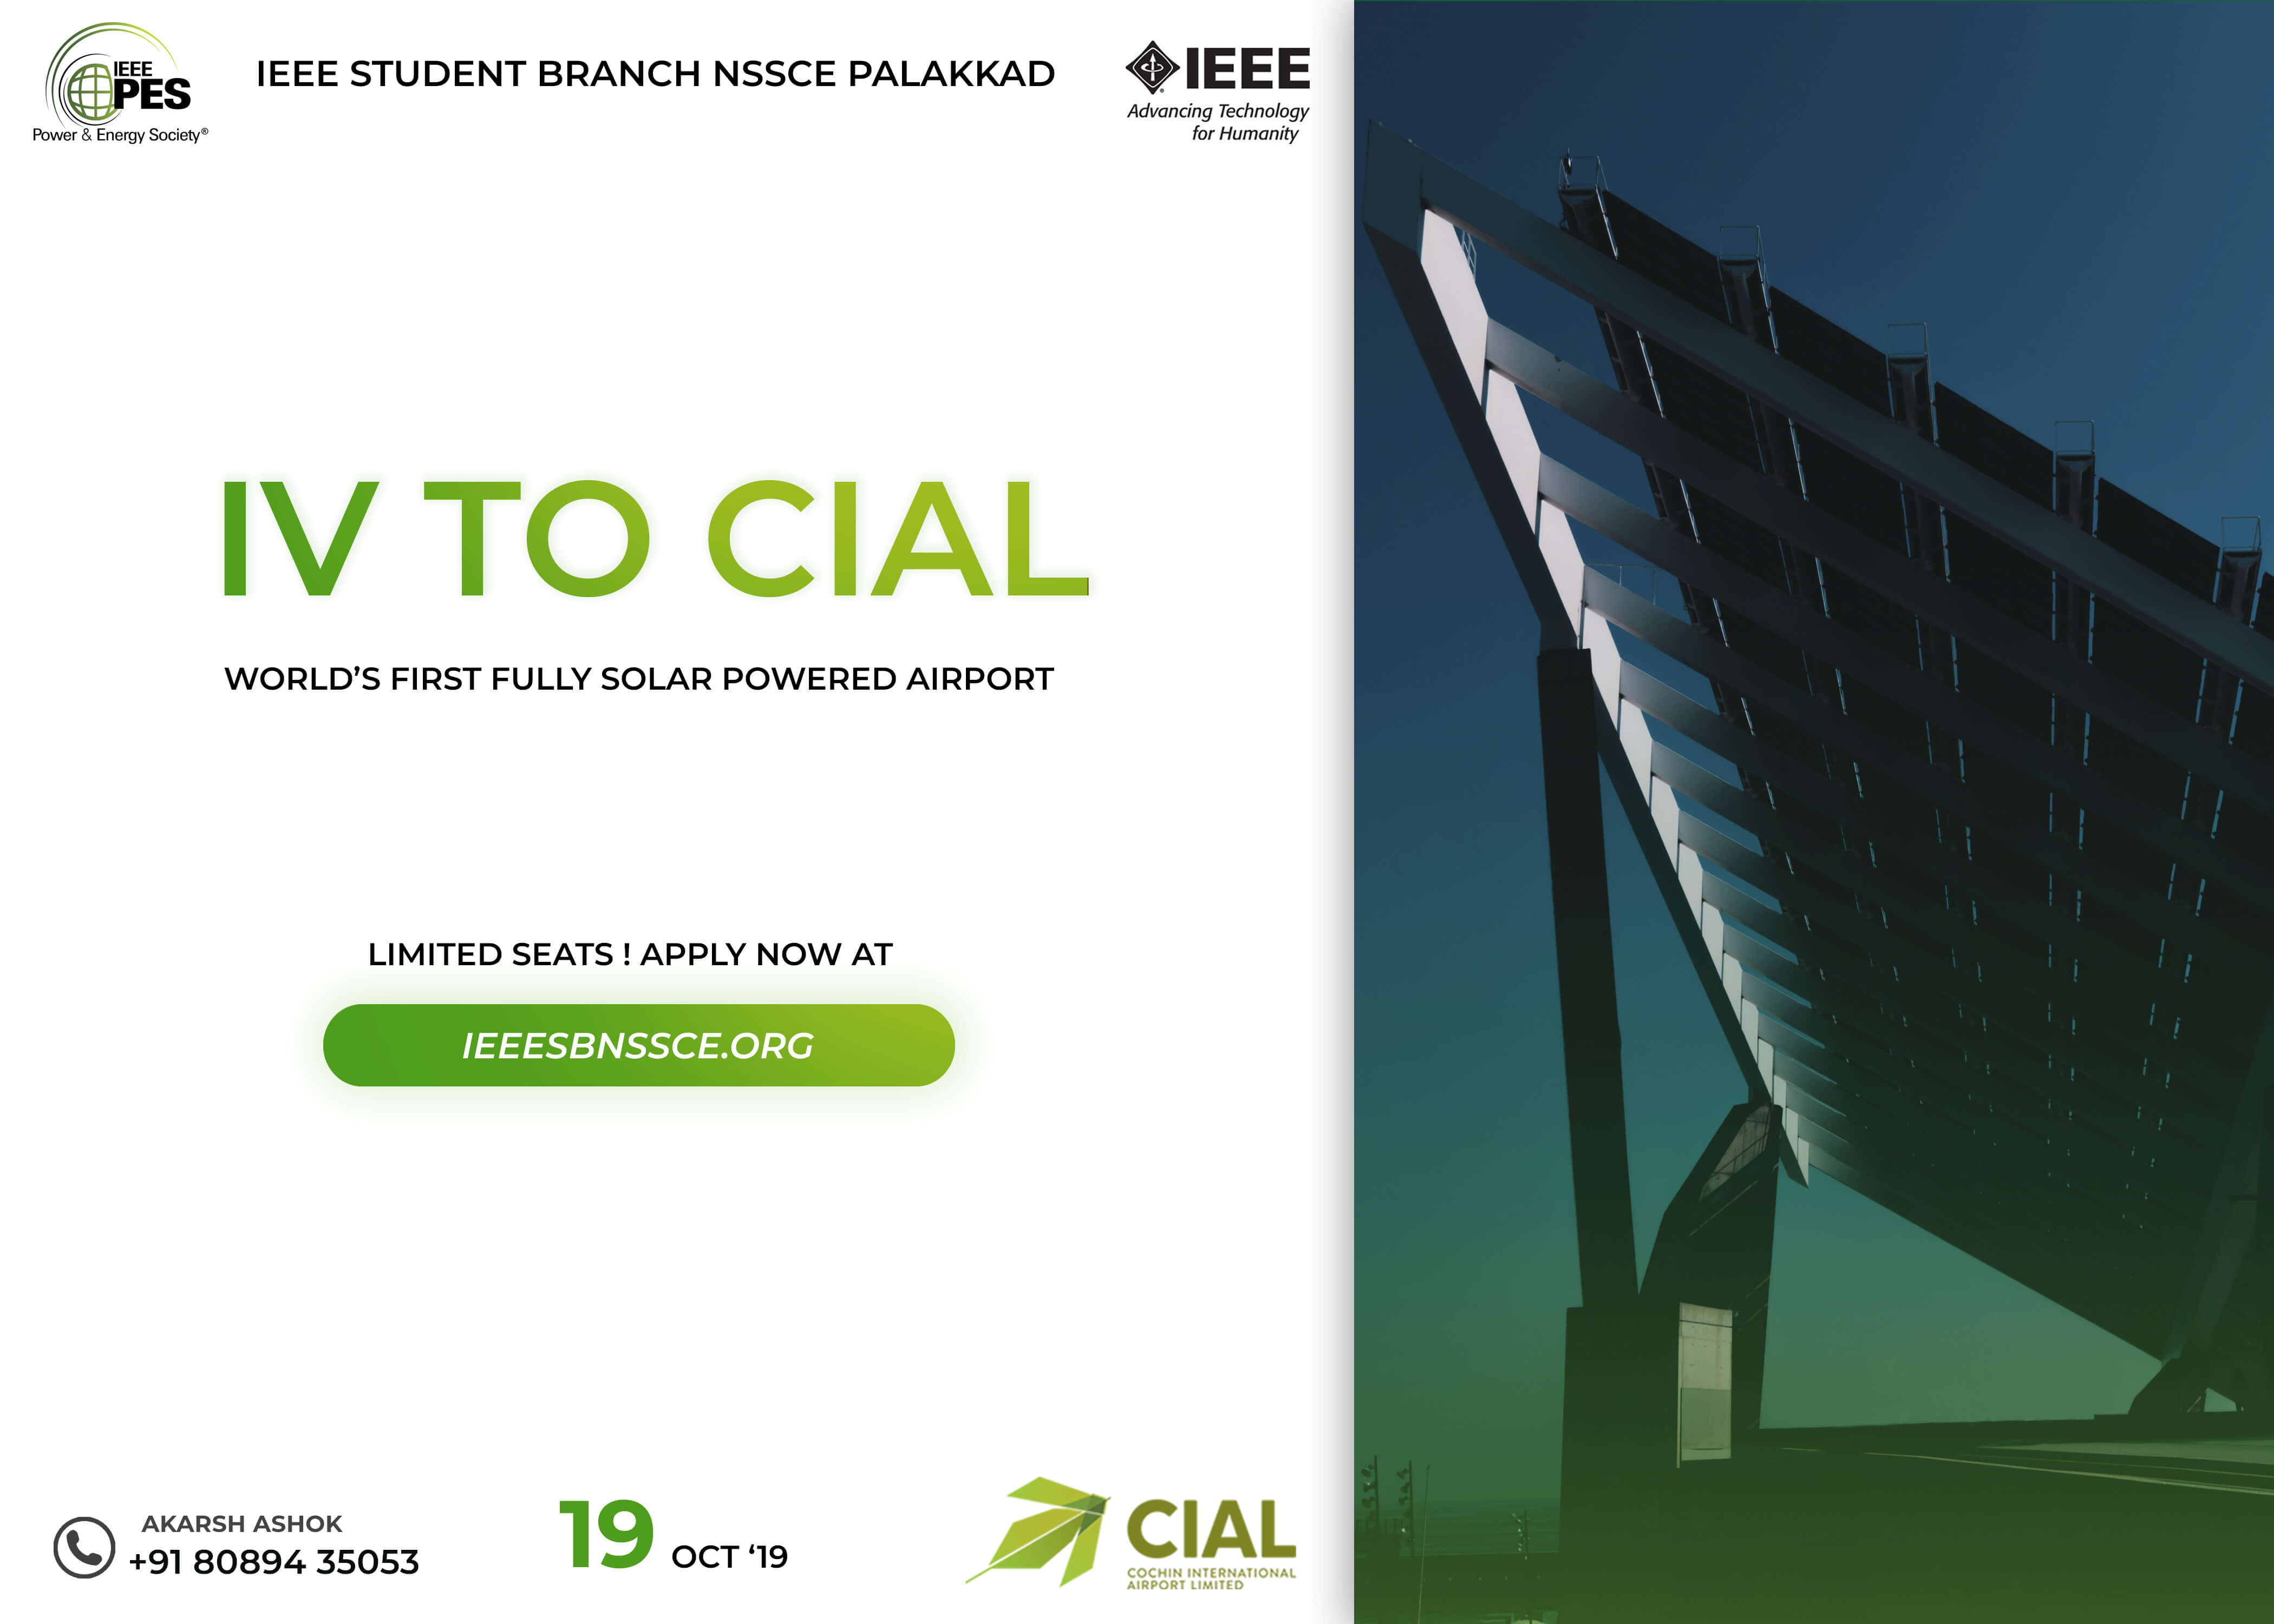 IEEE
PES
Power & Energy Society®
IEEE STUDENT BRANCH NSSCE PALAKKAD
IEEE
Advancing Technology
for Humanity
IV TO CIAL
WORLD’S FIRST FULLY SOLAR POWERED AIRPORT
LIMITED SEATS ! APPLY NOW AT
IEEESBNSSCE.ORG
AKARSH ASHOK
+91 80894 35053
19 OCT ‘19
CIAL
COCHIN INTERNATIONAL
AIRPORT LIMITED